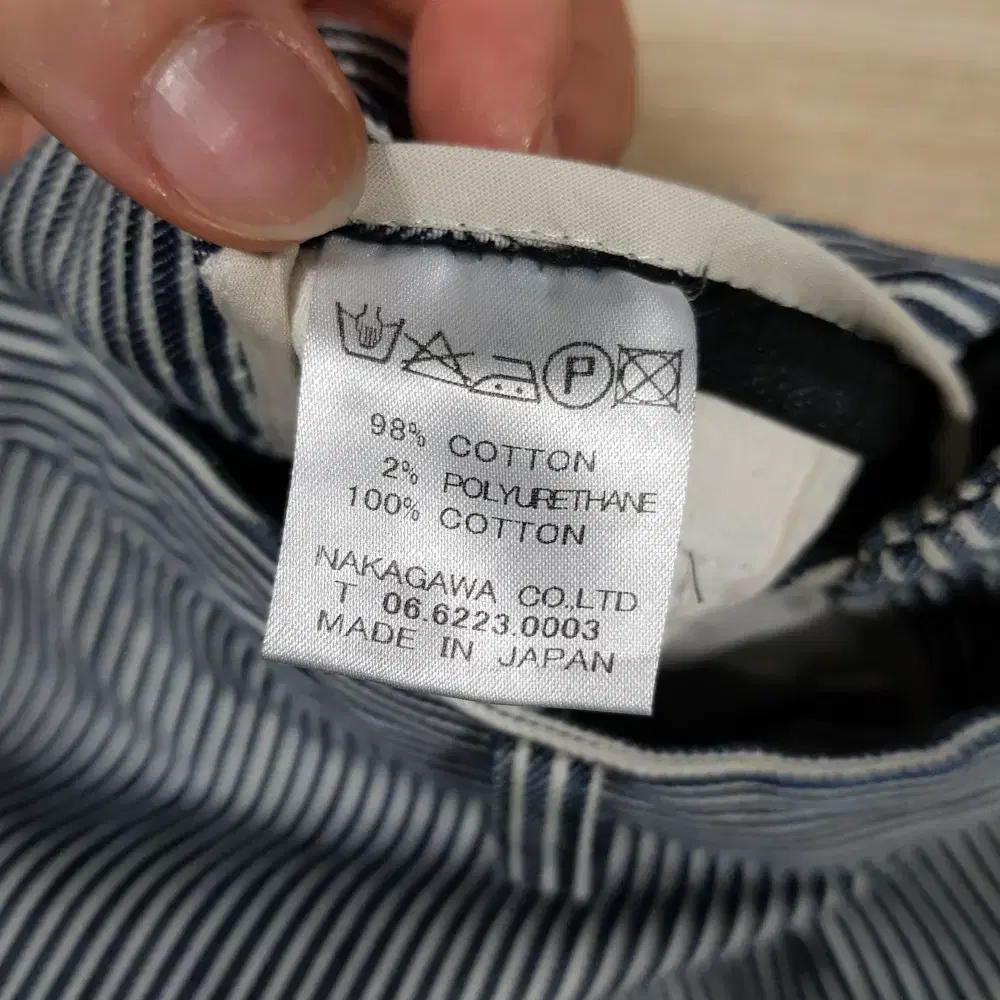 P
98% COTTON
2% POLYURETHANE
100% COTTON
NAKAGAWA CO.,LTD
T 06.6223.0003
MADE IN JAPAN